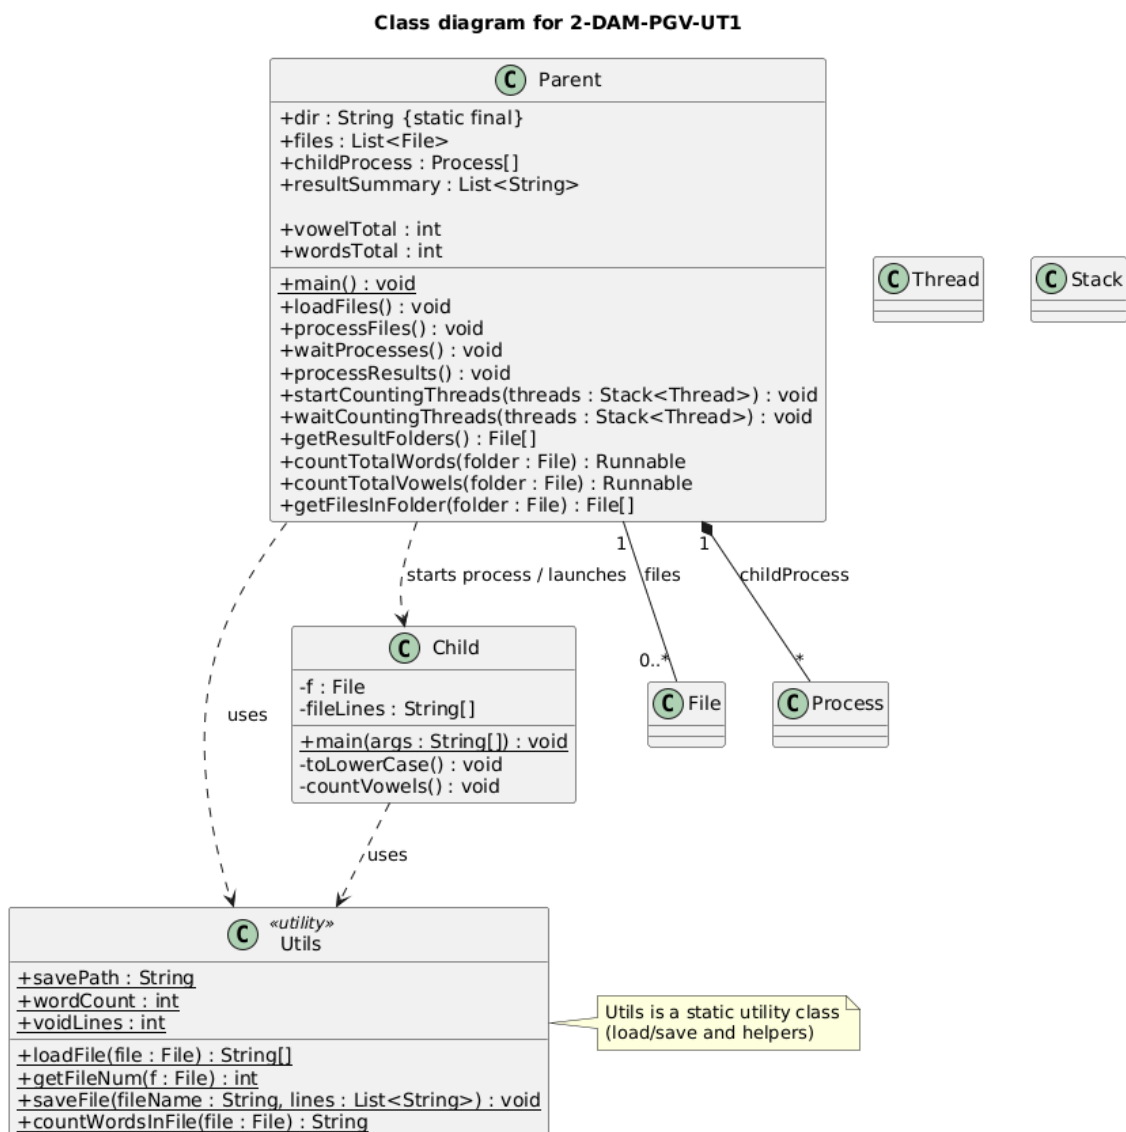 Class diagram for 2-DAM-PGV-UT1
C Parent
+dir : String {static final}
+files : List<File>
+childProcess : Process[]
+resultSummary : List<String>
+vowelTotal : int
+wordsTotal : int
+main() : void
+loadFiles() : void
+processFiles() : void
+waitProcesses() : void
+processResults() : void
+startCountingThreads(threads : Stack<Thread>) : void
+waitCountingThreads(threads : Stack<Thread>) : void
+getResultFolders() : File[]
+countTotalWords(folder : File) : Runnable
+countTotalVowels(folder : File) : Runnable
+getFilesInFolder(folder : File) : File[]
C Thread
C Stack
1
1
starts process / launches
files
childProcess
0..*
*
C Child
-f : File
-fileLines : String[]
+main(args : String[]) : void
-toLowerCase() : void
-countVowels() : void
C File
C Process
uses
uses
C «utility»
Utils
+savePath : String
+wordCount : int
+voidLines : int
+loadFile(file : File) : String[]
+getFileNum(f : File) : int
+saveFile(fileName : String, lines : List<String>) : void
+countWordsInFile(file : File) : String
Utils is a static utility class
(load/save and helpers)